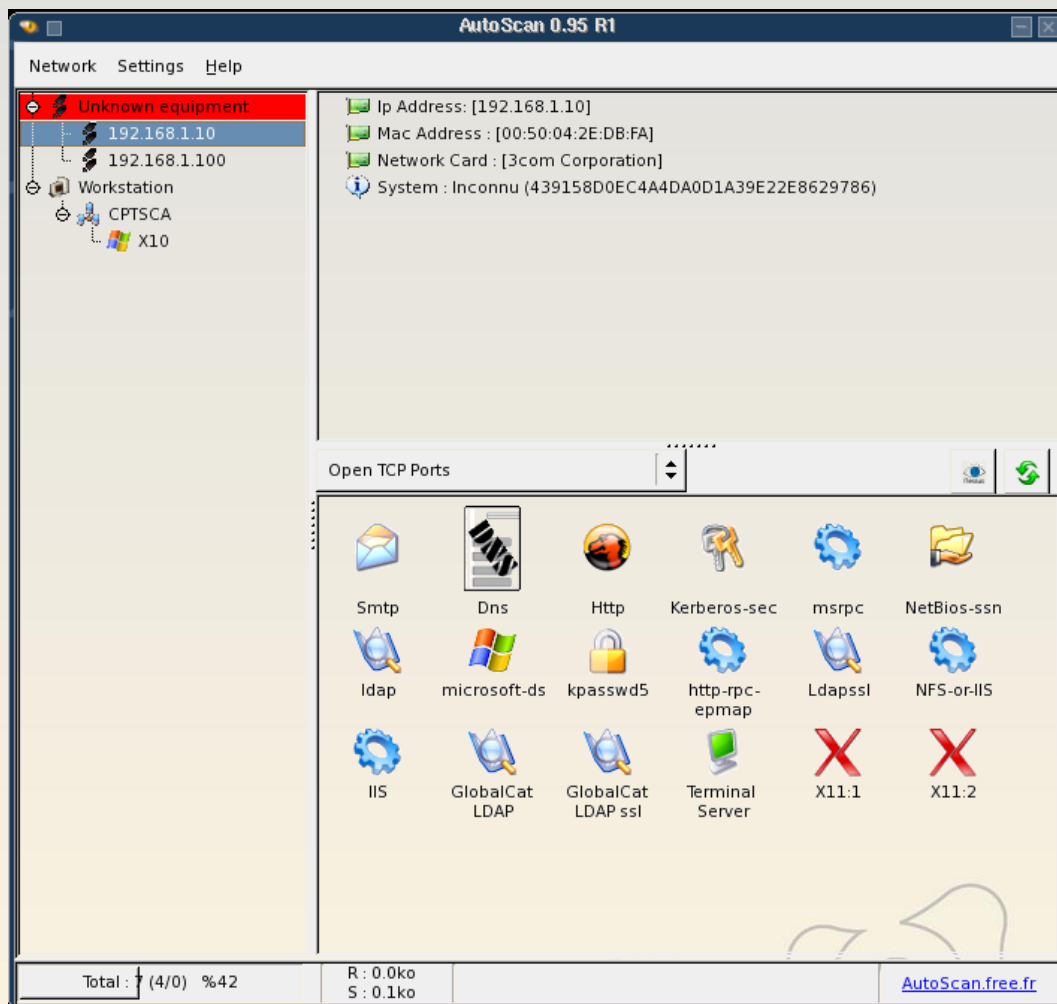 AutoScan 0.95 R1
Network Settings Help
Unknown equipment
192.168.1.10
192.168.1.100
Workstation
CPTSCA
X10
Ip Address: [192.168.1.10]
Mac Address : [00:50:04:2E:DB:FA]
Network Card : [3com Corporation]
System : Inconnu (439158D0EC4A4DA0D1A39E22E8629786)
Open TCP Ports
Nessus
DNS
Smtp Dns Http Kerberos-sec msrpc NetBios-ssn
ldap microsoft-ds kpasswd5 http-rpc-epmap Ldapssl NFS-or-IIS
IIS GlobalCat LDAP GlobalCat LDAP ssl Terminal Server X11:1 X11:2
Total : 7 (4/0) %42
R : 0.0ko
S : 0.1ko
AutoScan.free.fr